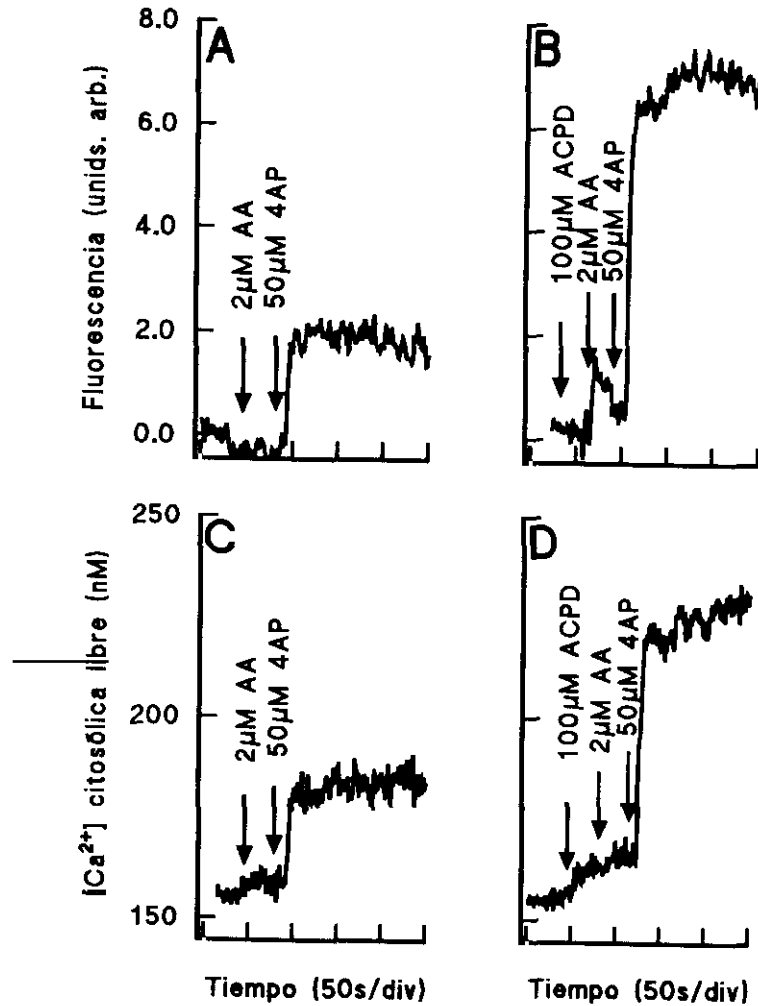 Fluorescencia (unids. arb.)
8.0
6.0
4.0
2.0
0.0
A
2µM AA
50µM 4AP
B
100µM ACPD
2µM AA
50µM 4AP
[Ca2+] citosólica libre (nM)
250
200
150
C
2µM AA
50µM 4AP
D
100µM ACPD
2µM AA
50µM 4AP
Tiempo (50s/div)
Tiempo (50s/div)